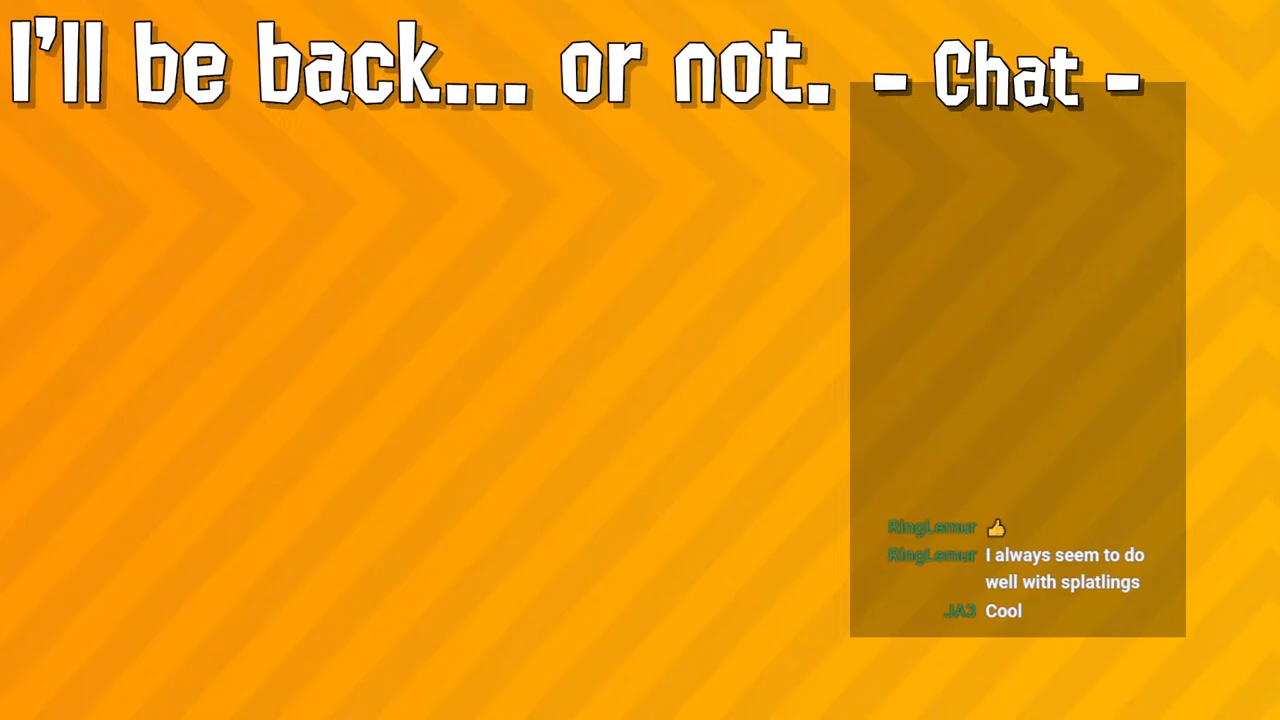 I'll be back... or not.
- Chat -
RingLemur 👍
RingLemur I always seem to do
well with splatlings
JA3 Cool